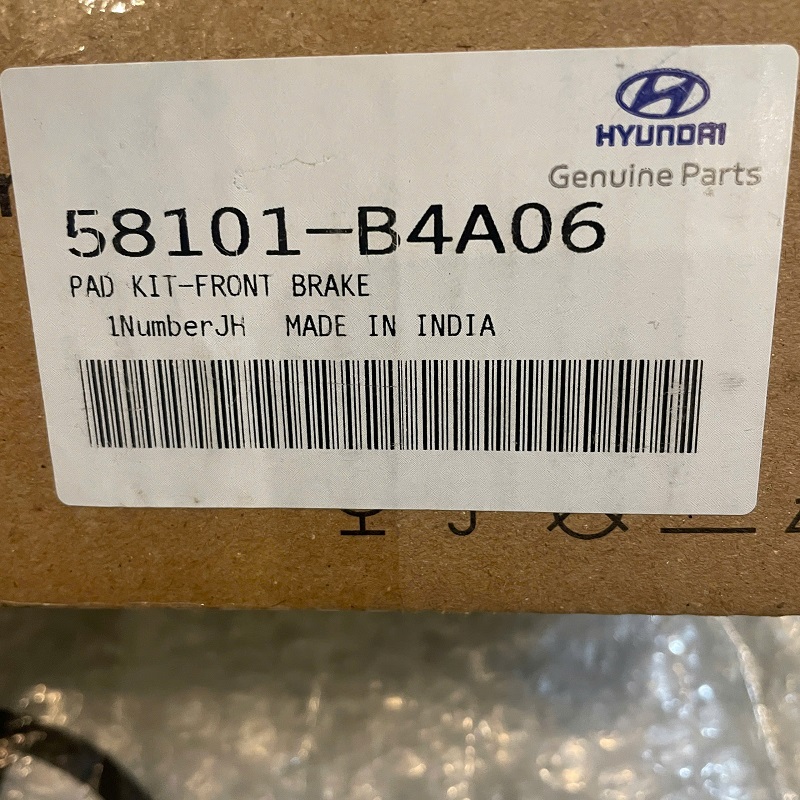 HYUNDAI
Genuine Parts
58101-B4A06
PAD KIT-FRONT BRAKE
1NumberJH MADE IN INDIA